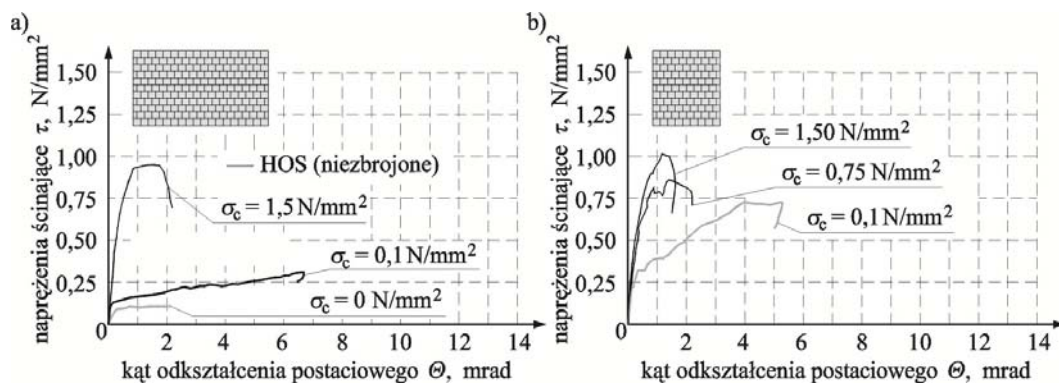 a)
naprężenia ścinające τ, N/mm²
1,50
1,25
1,00
0,75
0,50
0,25
0
HOS (niezbrojone)
σc = 1,5 N/mm²
σc = 0,1 N/mm²
σc = 0 N/mm²
2 4 6 8 10 12 14
kąt odkształcenia postaciowego Θ, mrad
b)
naprężenia ścinające τ, N/mm²
1,50
1,25
1,00
0,75
0,50
0,25
0
σc = 1,50 N/mm²
σc = 0,75 N/mm²
σc = 0,1 N/mm²
2 4 6 8 10 12 14
kąt odkształcenia postaciowego Θ, mrad